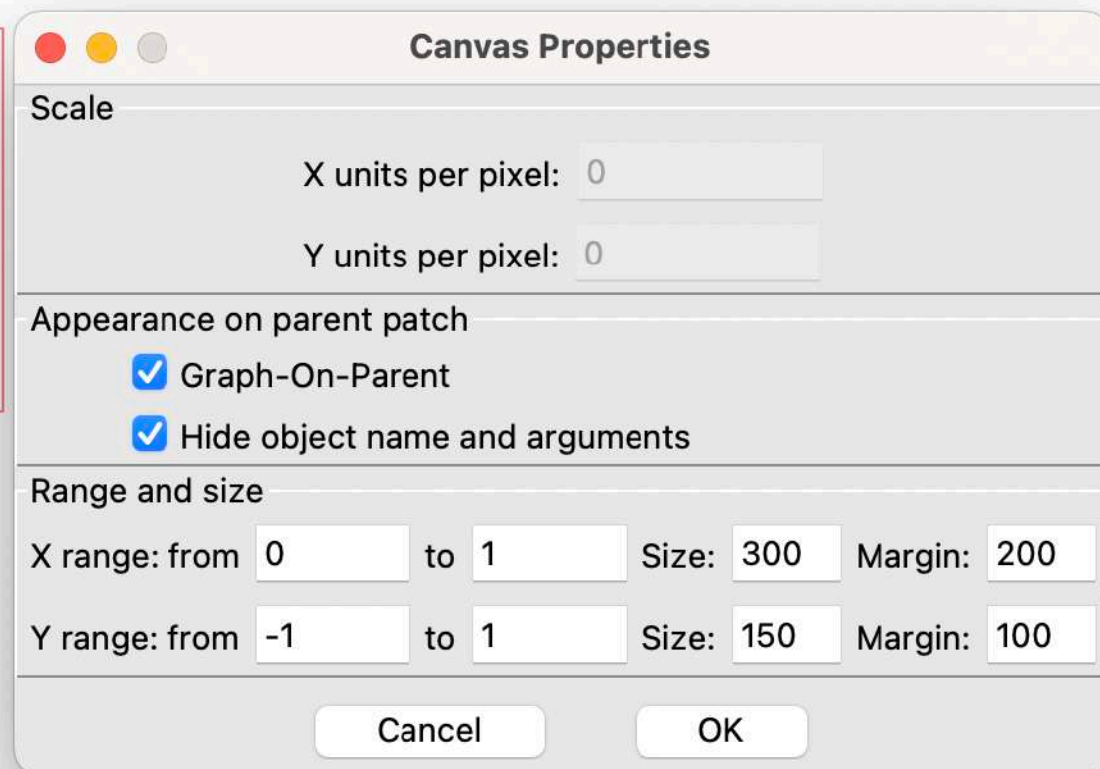 Canvas Properties
Scale
X units per pixel: 0
Y units per pixel: 0
Appearance on parent patch
Graph-On-Parent
Hide object name and arguments
Range and size
X range: from 0 to 1 Size: 300 Margin: 200
Y range: from -1 to 1 Size: 150 Margin: 100
Cancel OK